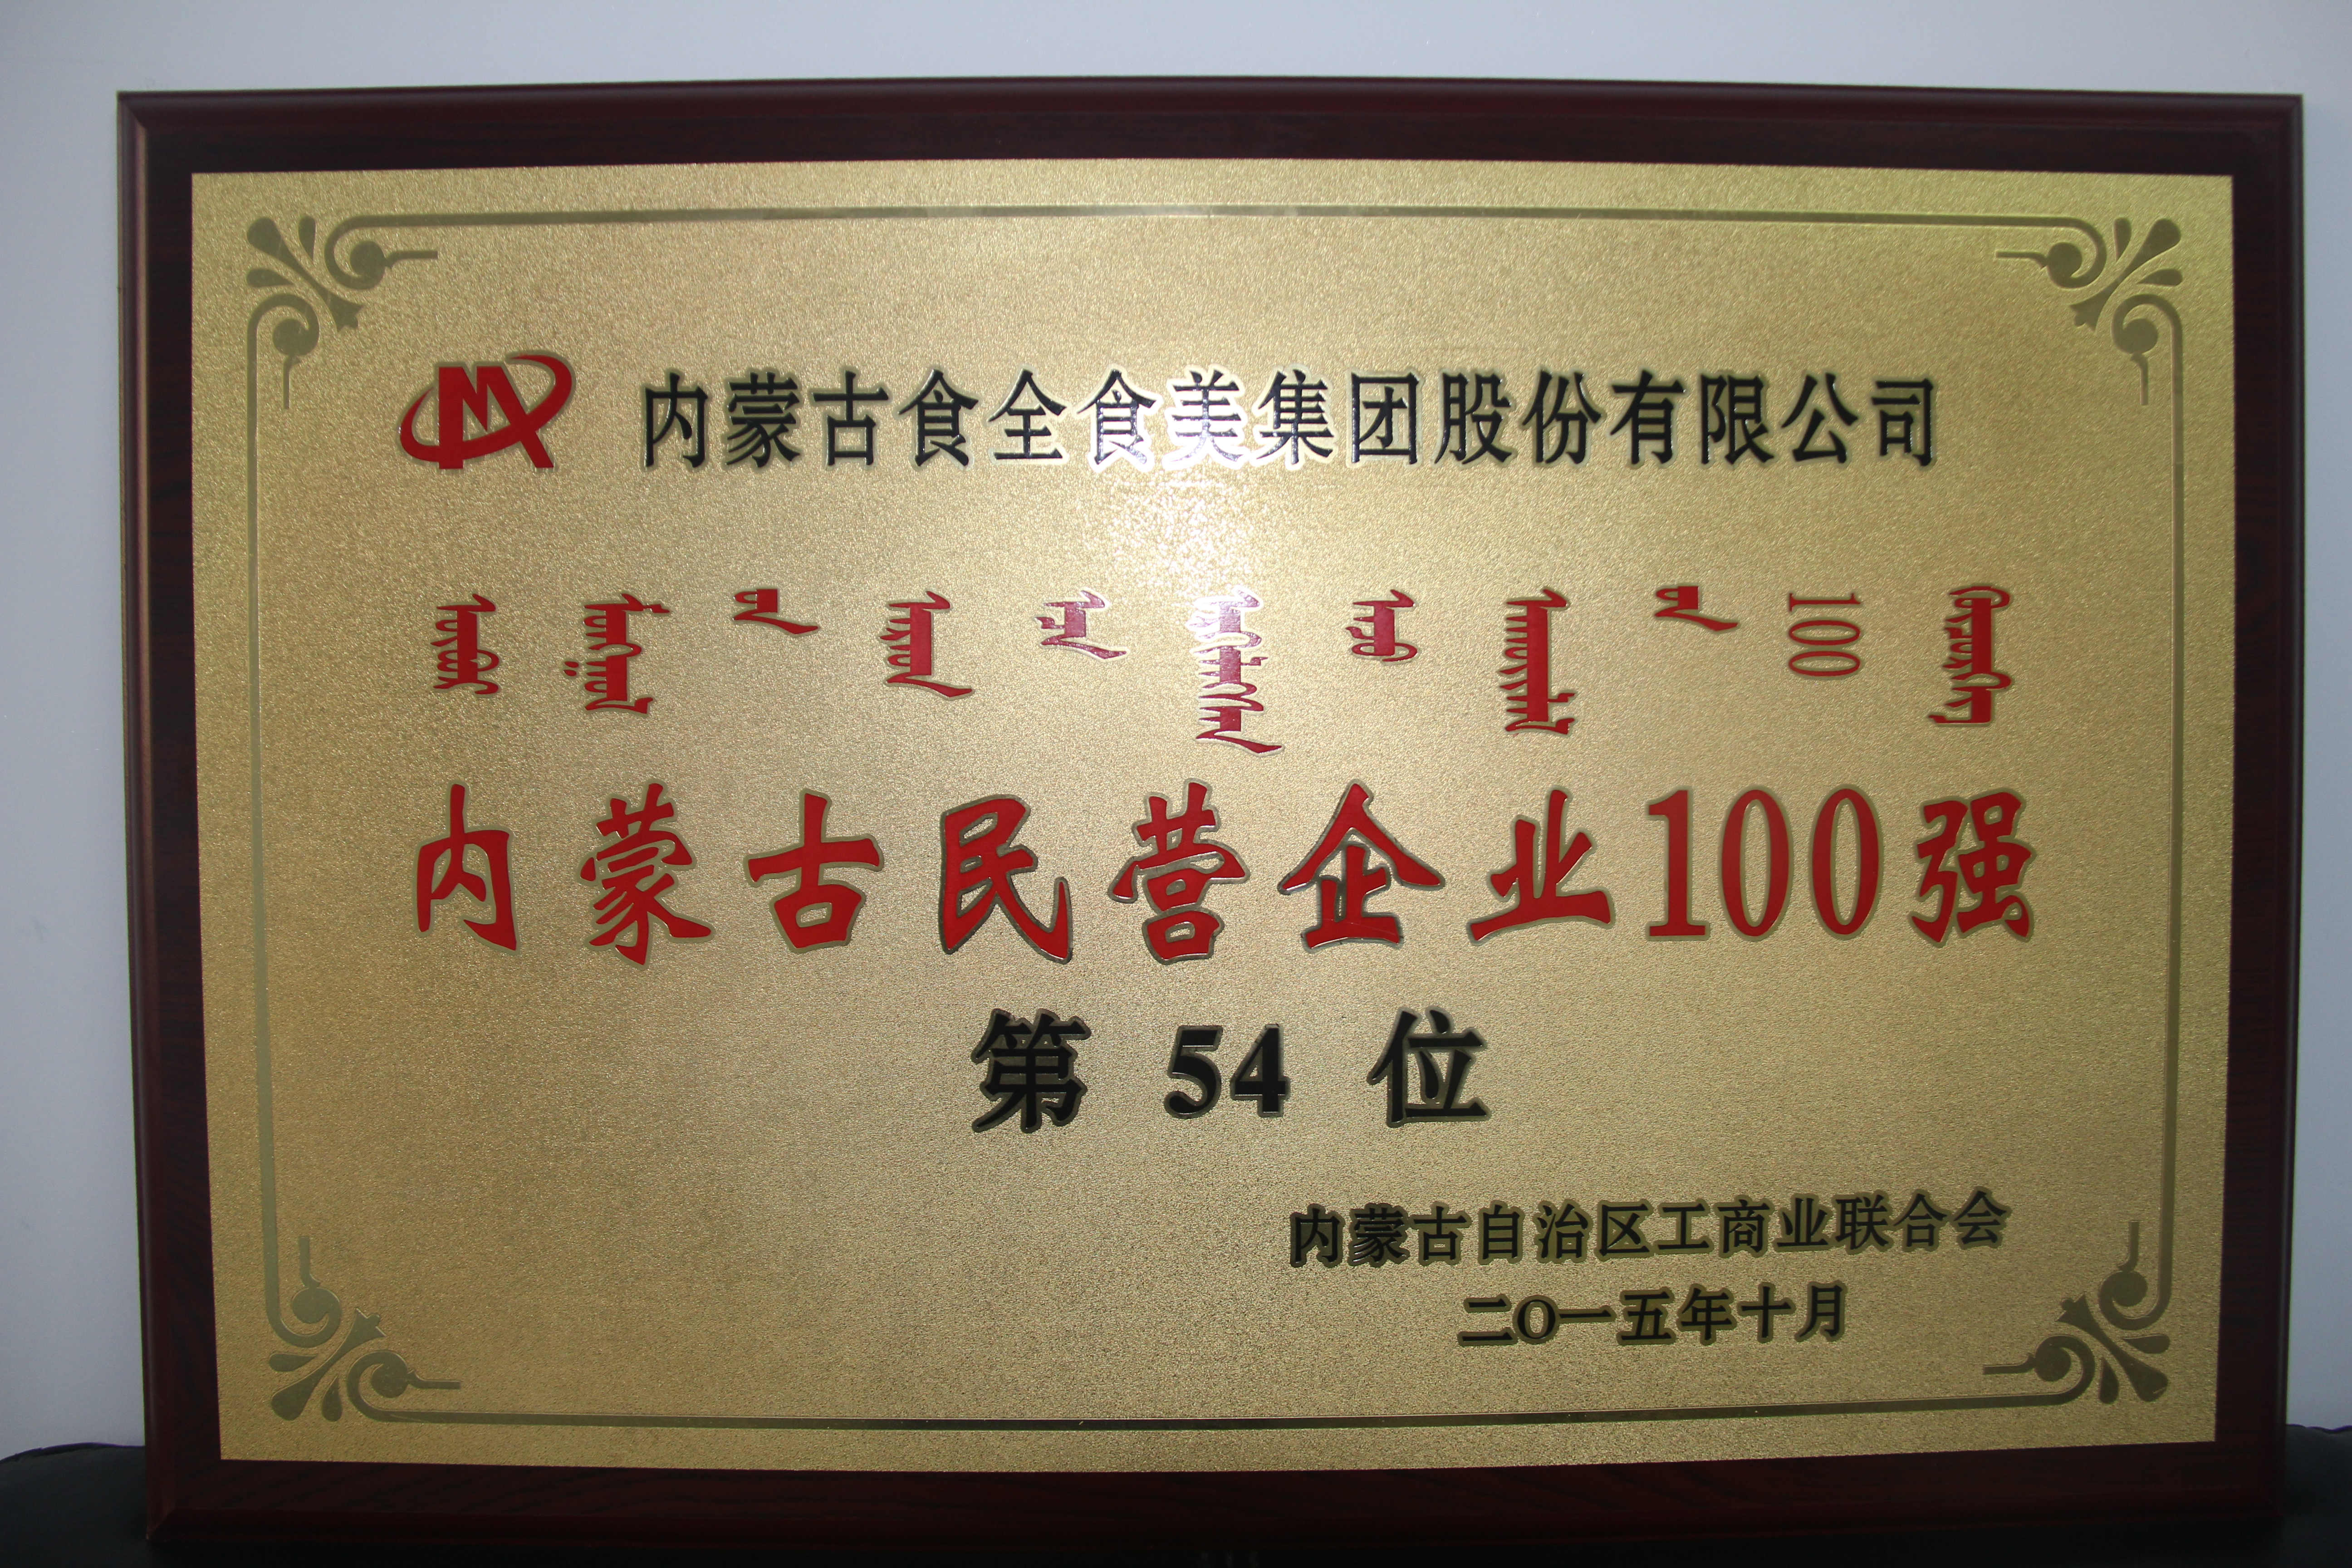 内蒙古食全食美集团股份有限公司
100
内蒙古民营企业100强
第 54 位
内蒙古自治区工商业联合会
二〇一五年十月